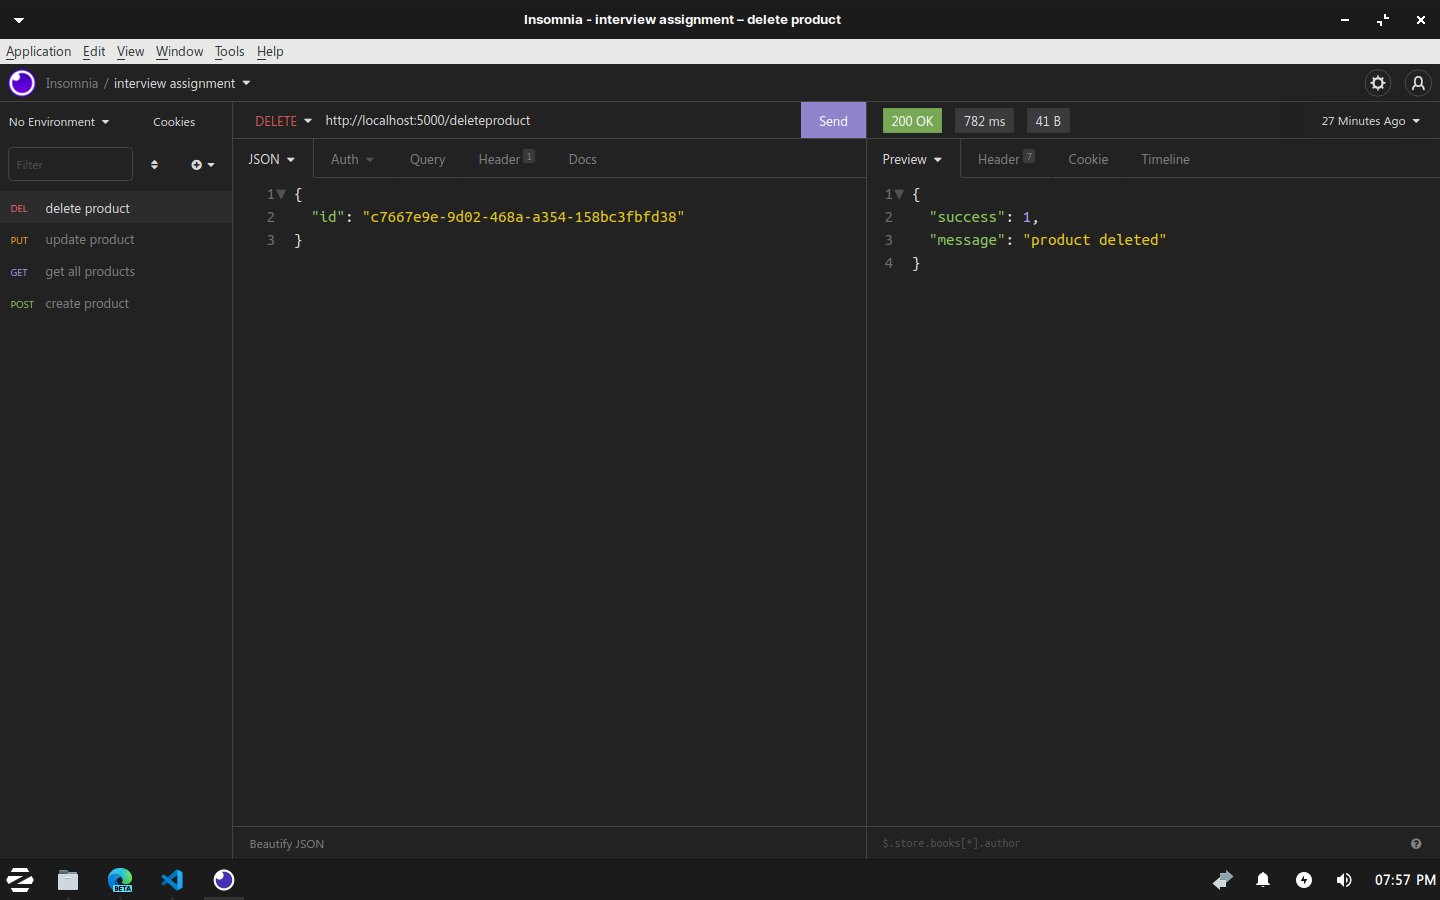 Insomnia - interview assignment – delete product
Application Edit View Window Tools Help
Insomnia / interview assignment
No Environment Cookies
DELETE http://localhost:5000/deleteproduct Send
200 OK 782 ms 41 B 27 Minutes Ago
Filter
JSON Auth Query Header 1 Docs
Preview Header 7 Cookie Timeline
DEL delete product
PUT update product
GET get all products
POST create product
1 {
2 "id": "c7667e9e-9d02-468a-a354-158bc3fbfd38"
3 }
1 {
2 "success": 1,
3 "message": "product deleted"
4 }
Beautify JSON
$.store.books[*].author
BETA
07:57 PM